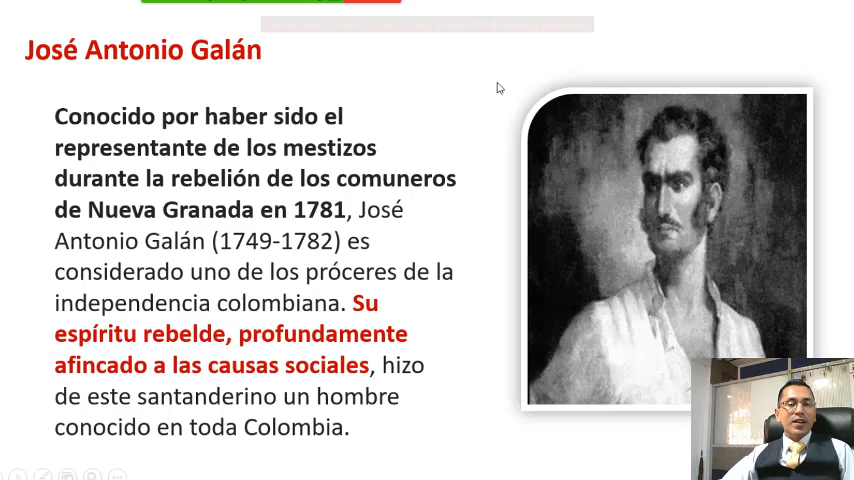 José Antonio Galán
Conocido por haber sido el
representante de los mestizos
durante la rebelión de los comuneros
de Nueva Granada en 1781, José
Antonio Galán (1749-1782) es
considerado uno de los próceres de la
independencia colombiana. Su
espíritu rebelde, profundamente
afincado a las causas sociales, hizo
de este santanderino un hombre
conocido en toda Colombia.